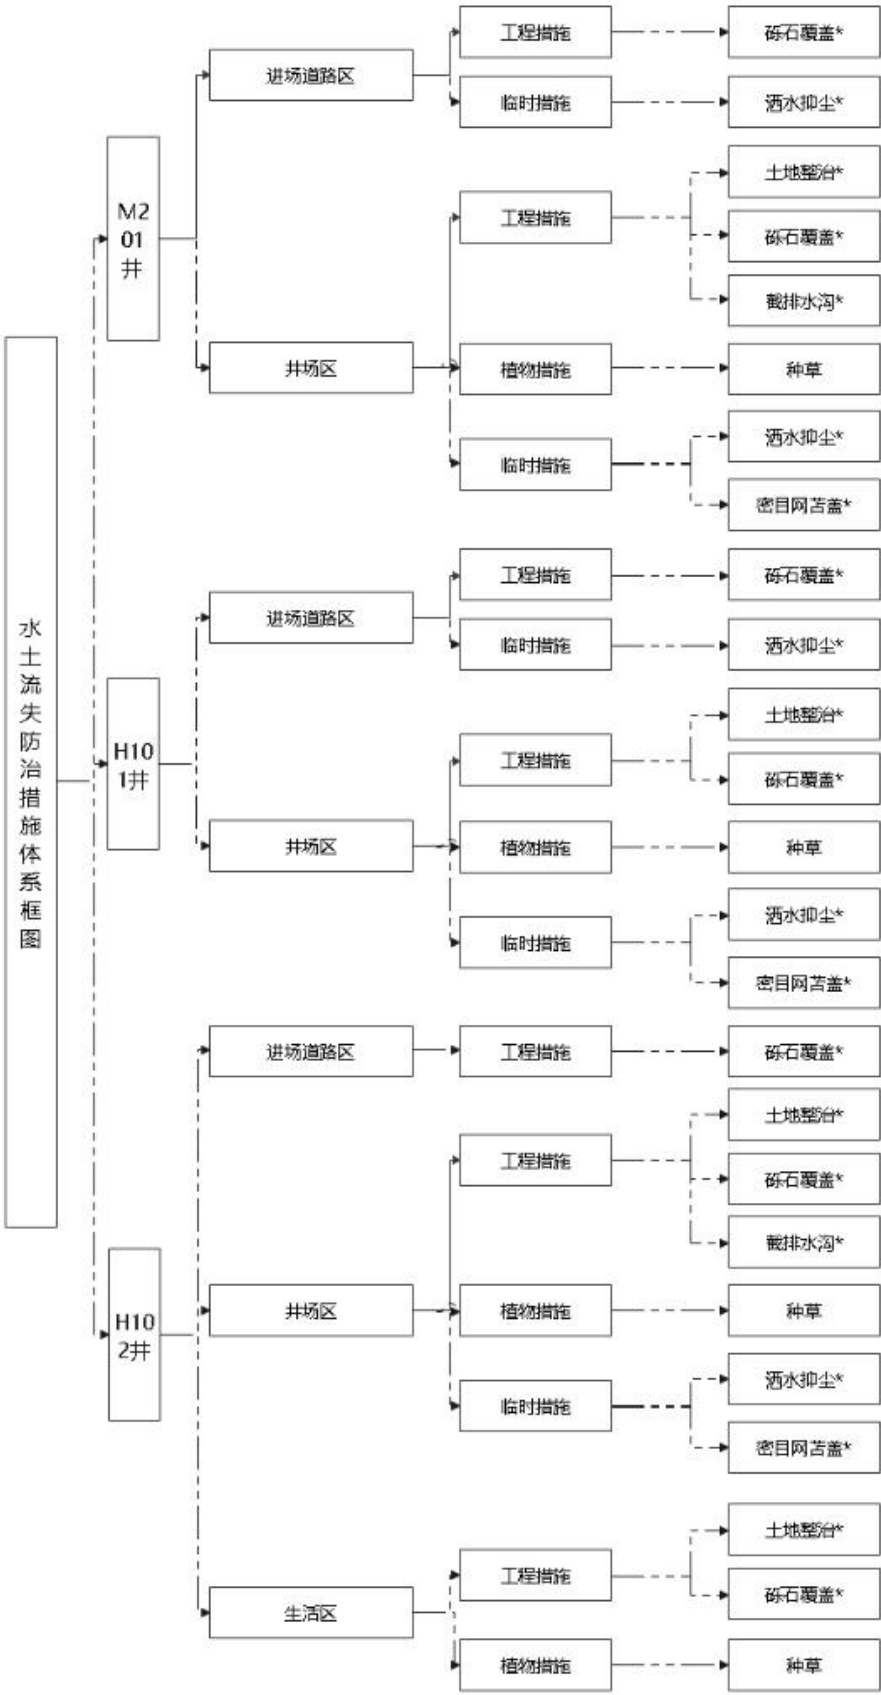 水土流失防治措施体系框图
M2
01
井
进场道路区
工程措施
砾石覆盖*
临时措施
洒水抑尘*
井场区
工程措施
土地整治*
砾石覆盖*
截排水沟*
植物措施
种草
临时措施
洒水抑尘*
密目网苫盖*
H10
1井
进场道路区
工程措施
砾石覆盖*
临时措施
洒水抑尘*
井场区
工程措施
土地整治*
砾石覆盖*
植物措施
种草
临时措施
洒水抑尘*
密目网苫盖*
H10
2井
进场道路区
工程措施
砾石覆盖*
井场区
工程措施
土地整治*
砾石覆盖*
截排水沟*
植物措施
种草
临时措施
洒水抑尘*
密目网苫盖*
生活区
工程措施
土地整治*
砾石覆盖*
植物措施
种草